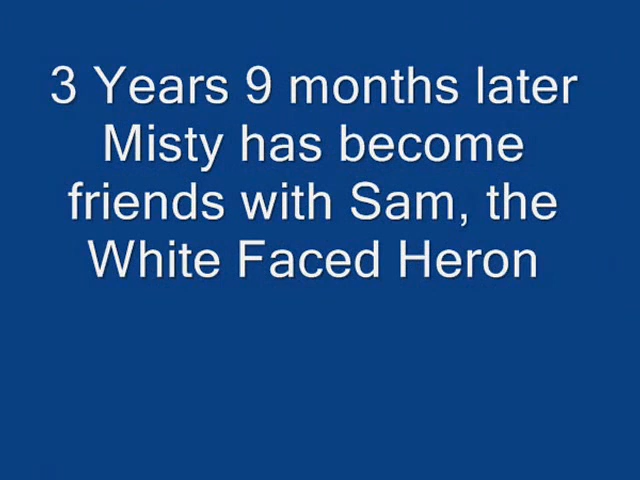 3 Years 9 months later
Misty has become
friends with Sam, the
White Faced Heron